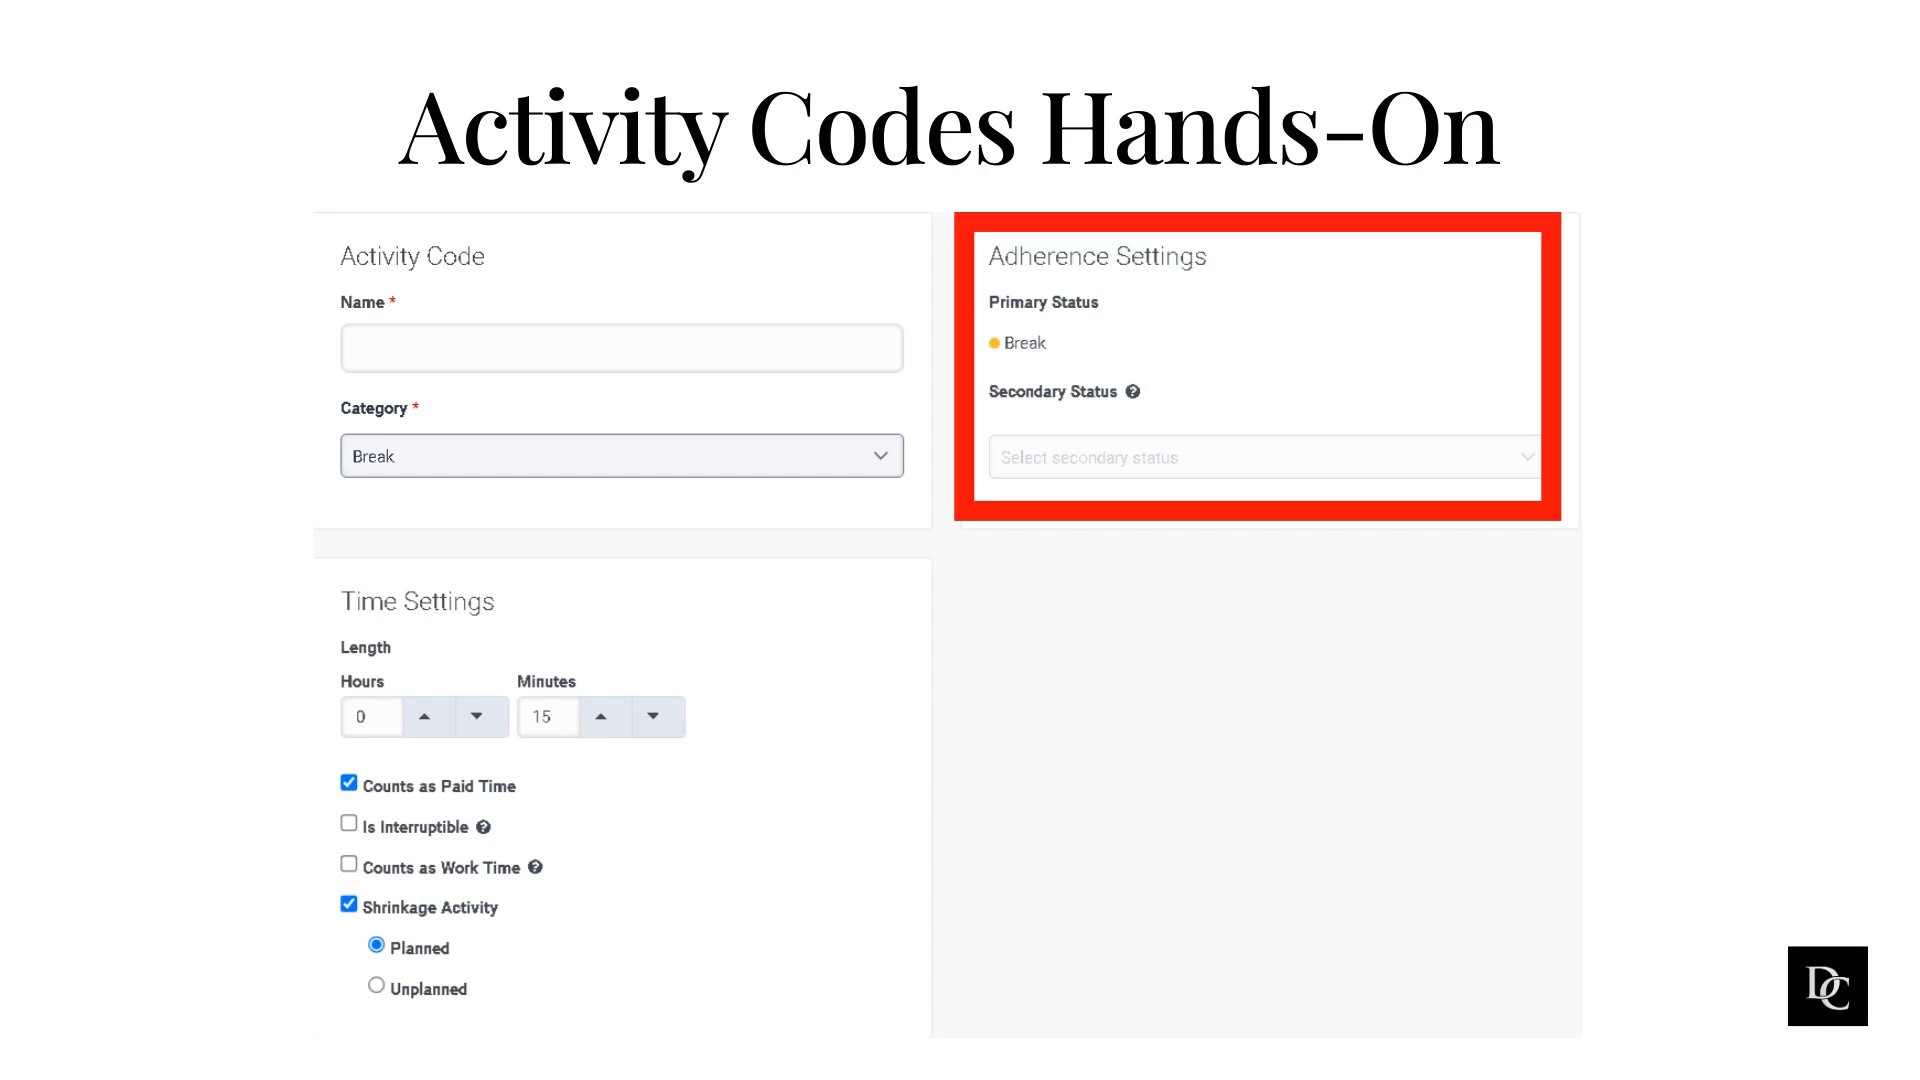 Activity Codes Hands-On
Activity Code
Name *
Category *
Break
Adherence Settings
Primary Status
Break
Secondary Status ?
Select secondary status
Time Settings
Length
Hours Minutes
0 15
Counts as Paid Time
Is Interruptible ?
Counts as Work Time ?
Shrinkage Activity
Planned
Unplanned
DC